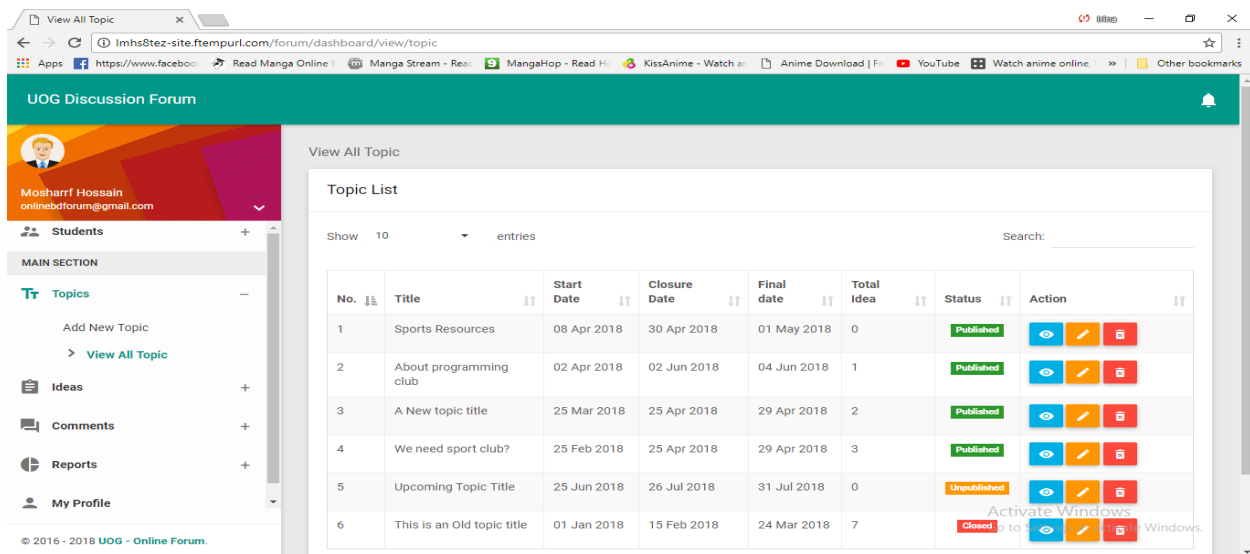 View All Topic
Irina
lmhs8tez-site.ftempurl.com/forum/dashboard/view/topic
Apps https://www.faceboo Read Manga Online f Manga Stream - Read MangaHop - Read Ho KissAnime - Watch an Anime Download | Fr YouTube Watch anime online, » Other bookmarks
UOG Discussion Forum
Mosharrf Hossain
onlinebdforum@gmail.com
Students +
MAIN SECTION
Topics −
Add New Topic
> View All Topic
Ideas +
Comments +
Reports +
My Profile
© 2016 - 2018 UOG - Online Forum.
View All Topic
Topic List
Show 10 entries Search:
No. Title Start Date Closure Date Final date Total Idea Status Action
1 Sports Resources 08 Apr 2018 30 Apr 2018 01 May 2018 0 Published
2 About programming club 02 Apr 2018 02 Jun 2018 04 Jun 2018 1 Published
3 A New topic title 25 Mar 2018 25 Apr 2018 29 Apr 2018 2 Published
4 We need sport club? 25 Feb 2018 25 Apr 2018 29 Apr 2018 3 Published
5 Upcoming Topic Title 25 Jun 2018 26 Jul 2018 31 Jul 2018 0 Unpublished
6 This is an Old topic title 01 Jan 2018 15 Feb 2018 24 Mar 2018 7 Closed
Activate Windows
to Windows.